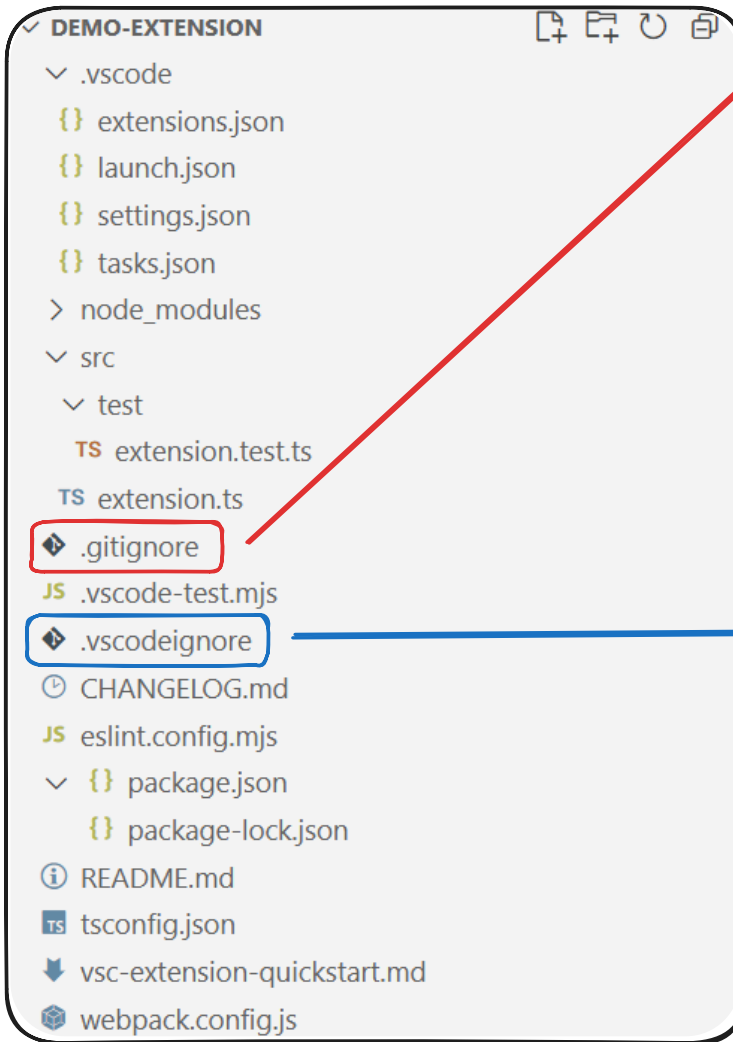 DEMO-EXTENSION
.vscode
{} extensions.json
{} launch.json
{} settings.json
{} tasks.json
node_modules
src
test
TS extension.test.ts
TS extension.ts
.gitignore
JS .vscode-test.mjs
.vscodeignore
CHANGELOG.md
JS eslint.config.mjs
{} package.json
{} package-lock.json
README.md
TS tsconfig.json
vsc-extension-quickstart.md
webpack.config.js